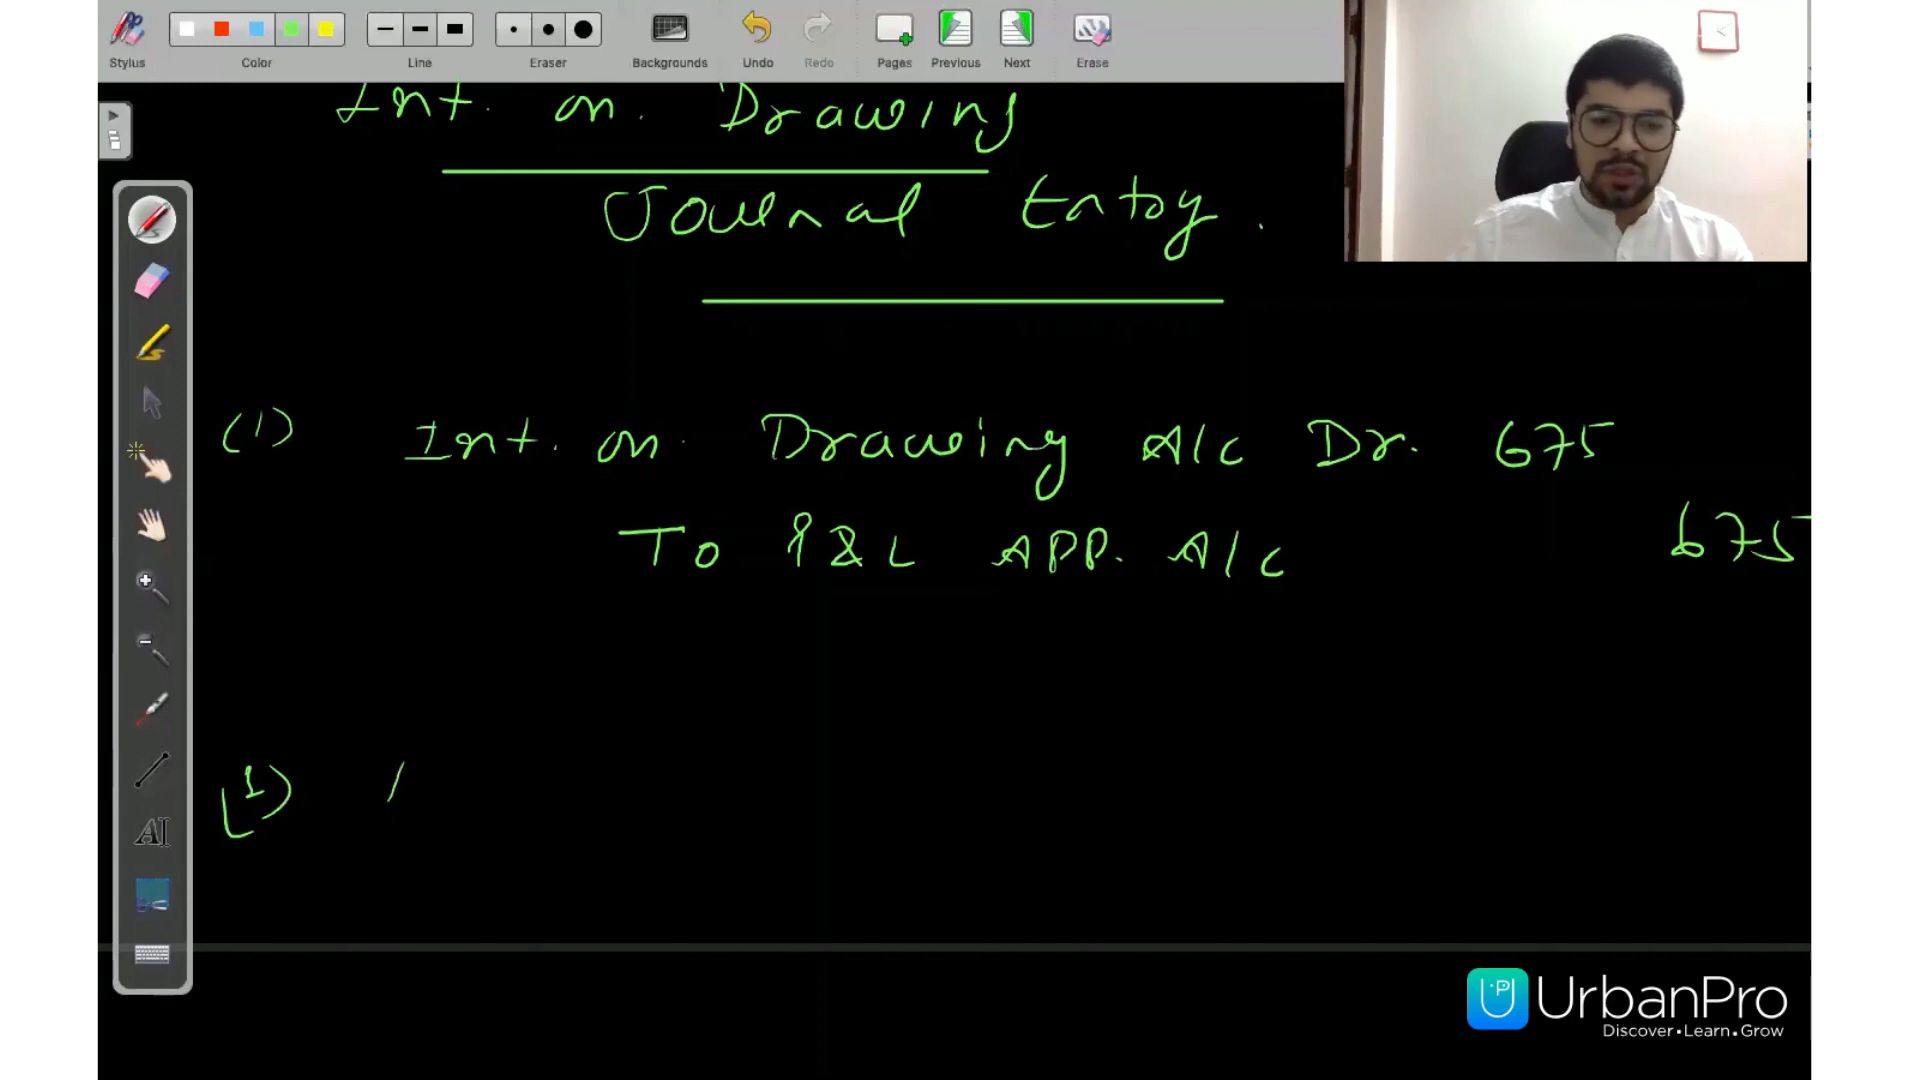 Stylus
Color
Line
Eraser
Backgrounds
Undo
Redo
Pages
Previous
Next
Erase
Int. on. Drawing
Journal Entry.
(1) Int. on Drawing A/c Dr. 675
To P&L APP. A/c 675
AI
UrbanPro
Discover • Learn • Grow